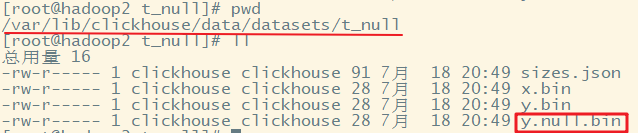 [root@hadoop2 t_null]# pwd
/var/lib/clickhouse/data/datasets/t_null
[root@hadoop2 t_null]# ll
总用量 16
-rw-r----- 1 clickhouse clickhouse 91 7月  18 20:49 sizes.json
-rw-r----- 1 clickhouse clickhouse 28 7月  18 20:49 x.bin
-rw-r----- 1 clickhouse clickhouse 28 7月  18 20:49 y.bin
-rw-r----- 1 clickhouse clickhouse 28 7月  18 20:49 y.null.bin